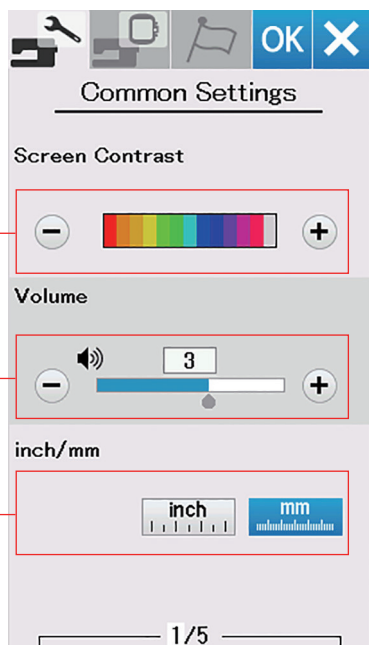 OK
Common Settings
Screen Contrast
Volume
3
inch/mm
inch
mm
1/5